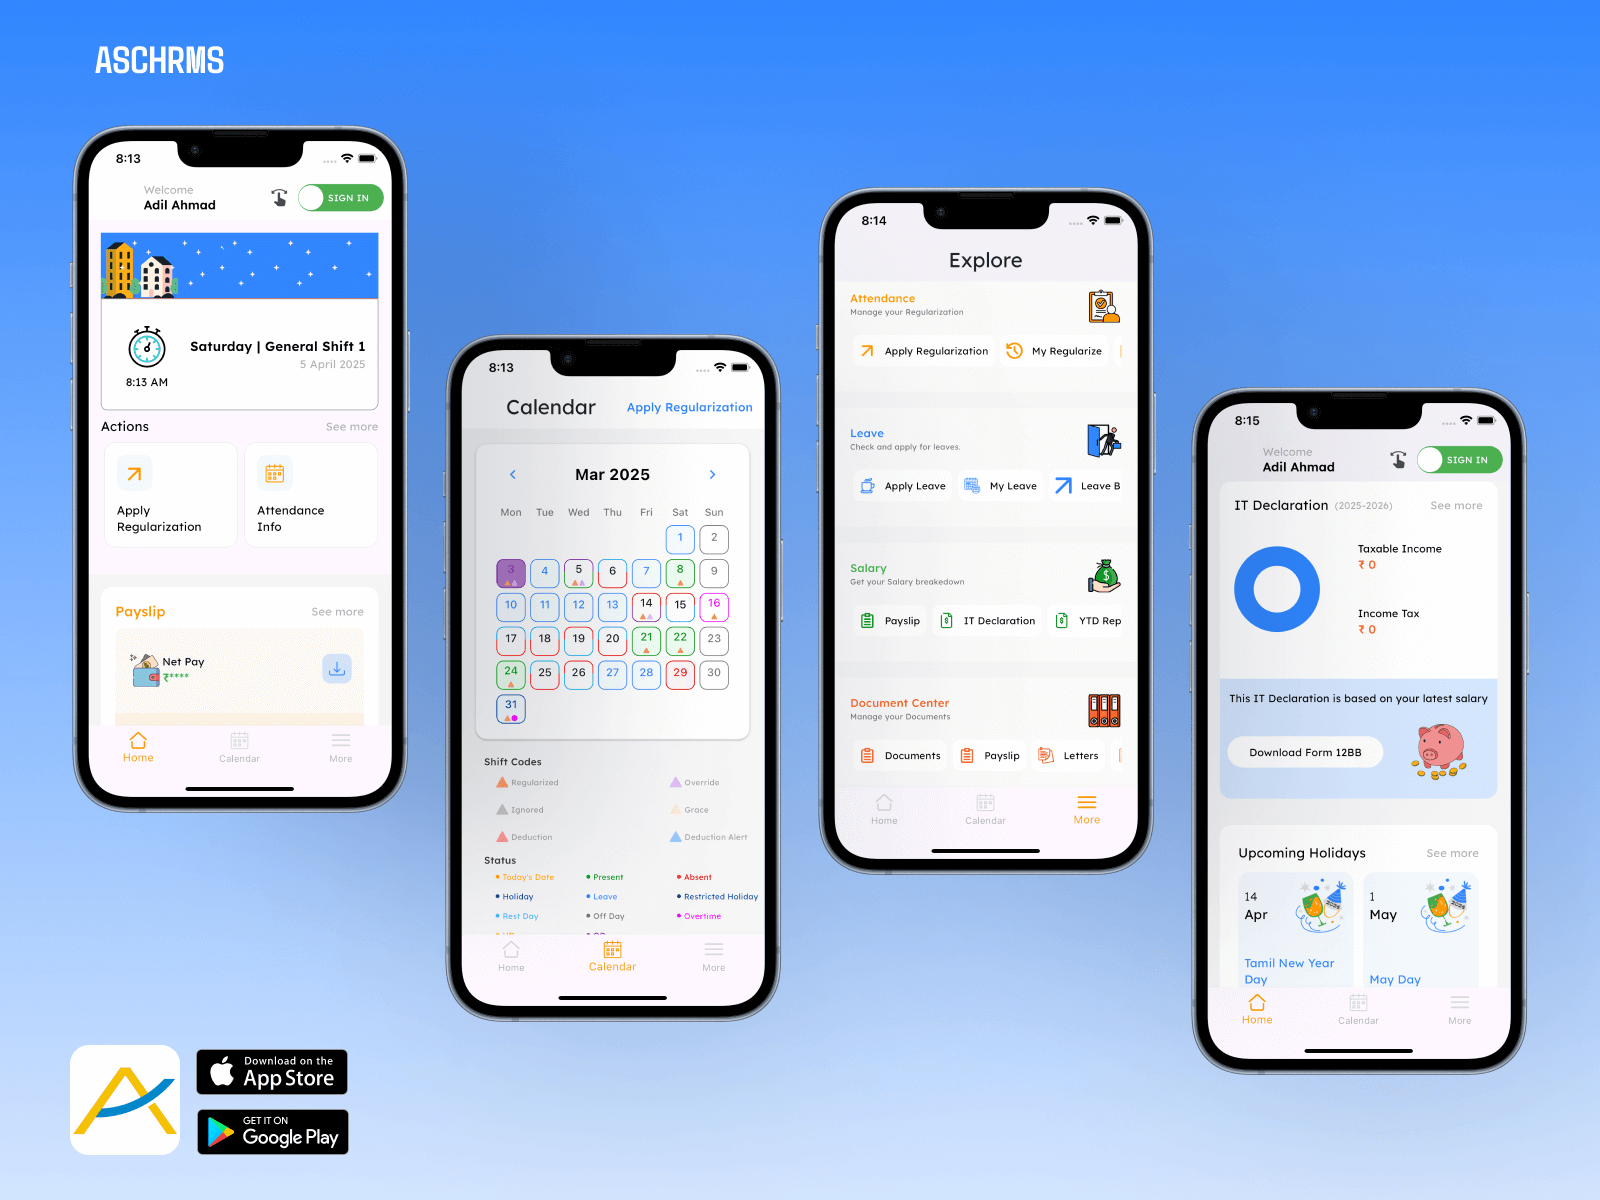 ASCHRMS
8:13
Welcome
Adil Ahmad
SIGN IN
Saturday | General Shift 1
5 April 2025
8:13 AM
Actions
See more
Apply
Regularization
Attendance
Info
Payslip
See more
Net Pay
₹****
Home
Calendar
More
8:13
Calendar
Apply Regularization
Mar 2025
Mon Tue Wed Thu Fri Sat Sun
1 2
3 4 5 6 7 8 9
10 11 12 13 14 15 16
17 18 19 20 21 22 23
24 25 26 27 28 29 30
31
Shift Codes
Regularized
Override
Ignored
Grace
Deduction
Deduction Alert
Status
Today's Date
Present
Absent
Holiday
Leave
Restricted Holiday
Rest Day
Off Day
Overtime
Home
Calendar
More
8:14
Explore
Attendance
Manage your Regularization
Apply Regularization
My Regularize
Leave
Check and apply for leaves.
Apply Leave
My Leave
Leave B
Salary
Get your Salary breakedown
Payslip
IT Declaration
YTD Rep
Document Center
Manage your Documents
Documents
Payslip
Letters
Home
Calendar
More
8:15
Welcome
Adil Ahmad
SIGN IN
IT Declaration (2025-2026)
See more
Taxable Income
₹ 0
Income Tax
₹ 0
This IT Declaration is based on your latest salary
Download Form 12BB
Upcoming Holidays
See more
14
Apr
Tamil New Year
Day
1
May
May Day
Home
Calendar
More
Download on the
App Store
GET IT ON
Google Play